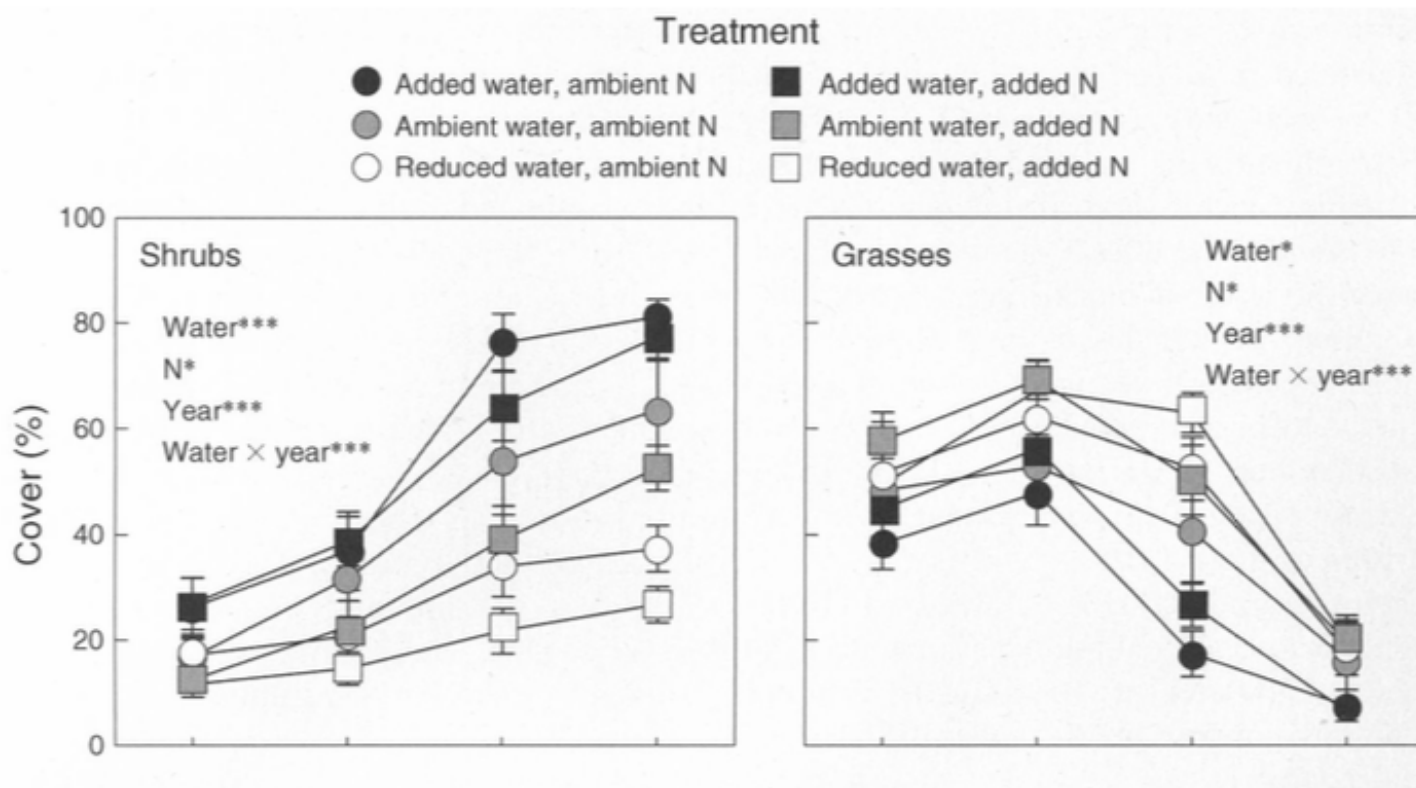 Treatment
Added water, ambient N
Added water, added N
Ambient water, ambient N
Ambient water, added N
Reduced water, ambient N
Reduced water, added N
Cover (%)
100
80
60
40
20
0
Shrubs
Water***
N*
Year***
Water × year***
Grasses
Water*
N*
Year***
Water × year***